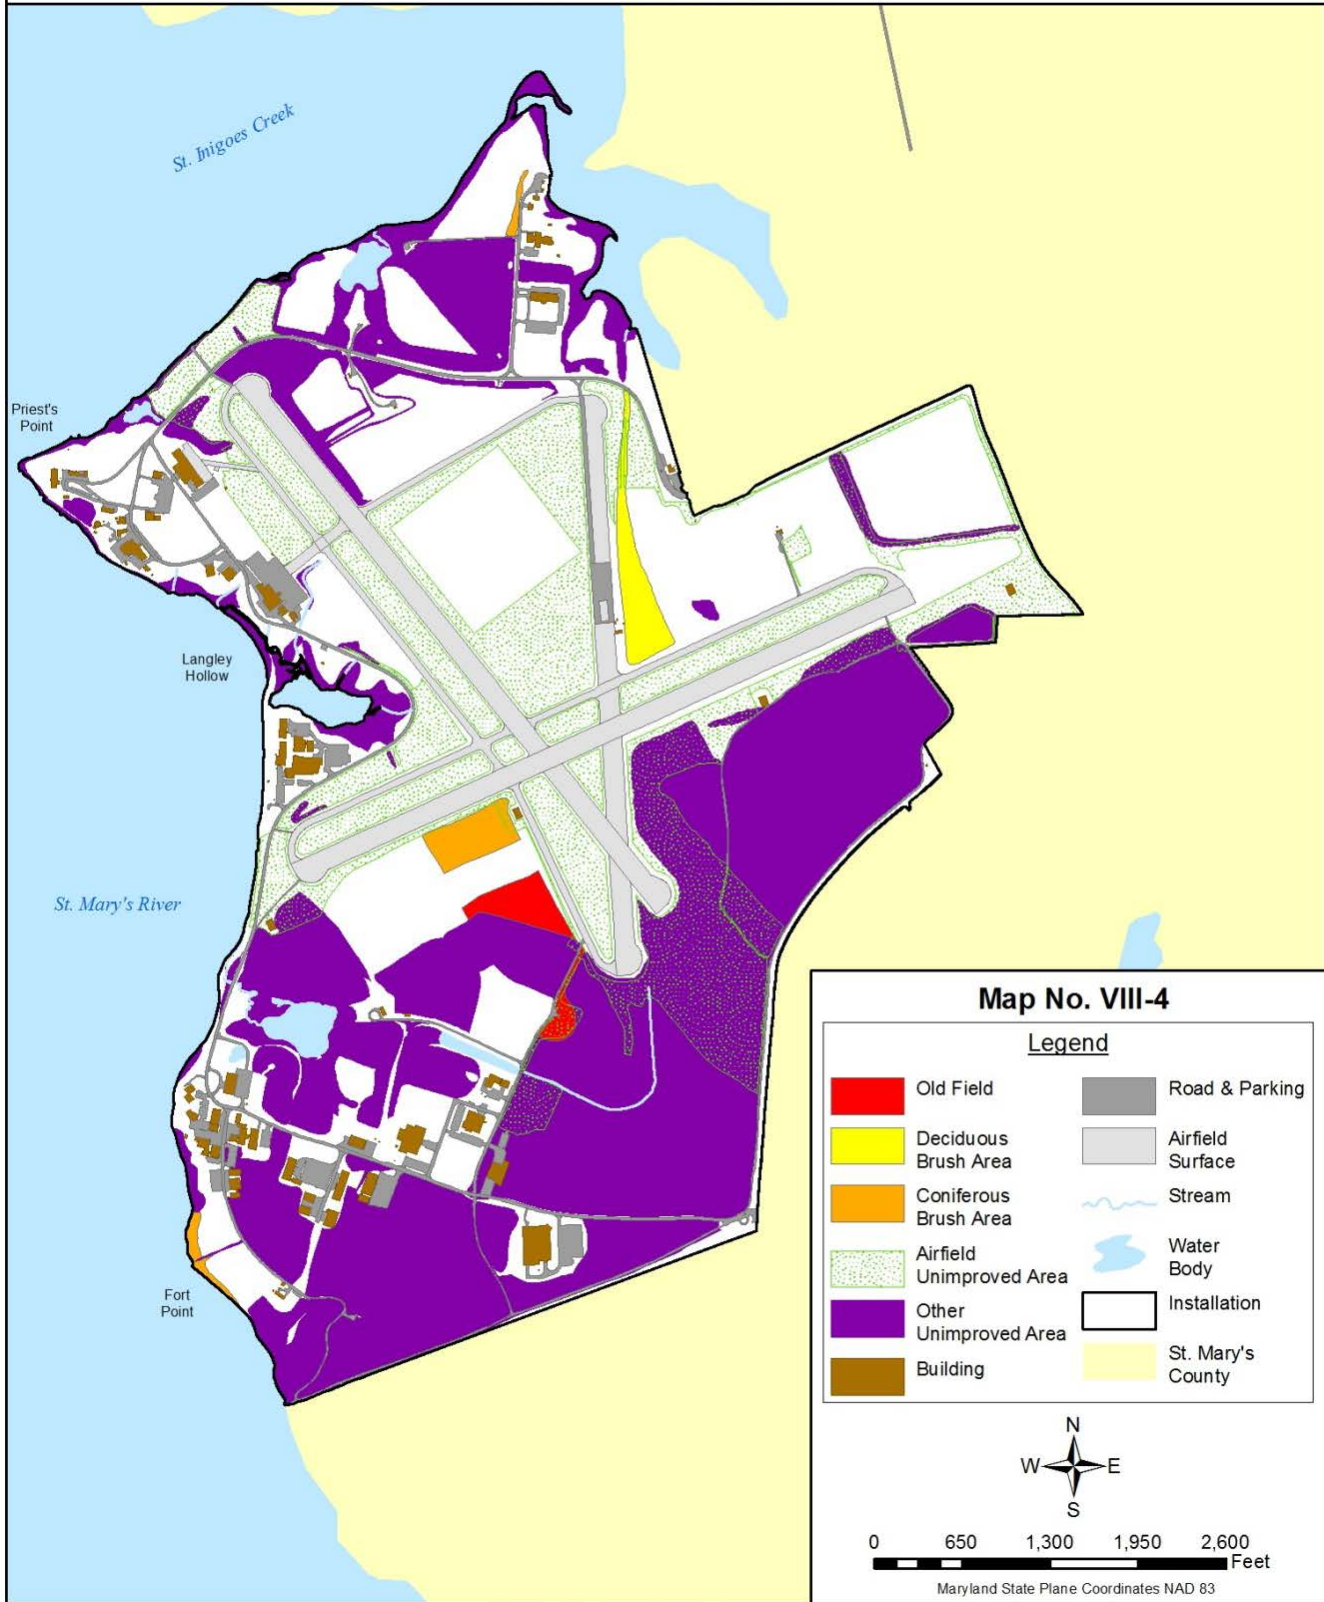 St. Inigoes Creek
Priest's
Point
Langley
Hollow
St. Mary's River
Fort
Point
Map No. VIII-4
Legend
Old Field
Deciduous
Brush Area
Coniferous
Brush Area
Airfield
Unimproved Area
Other
Unimproved Area
Building
Road & Parking
Airfield
Surface
Stream
Water
Body
Installation
St. Mary's
County
N
W E
S
0 650 1,300 1,950 2,600
Feet
Maryland State Plane Coordinates NAD 83